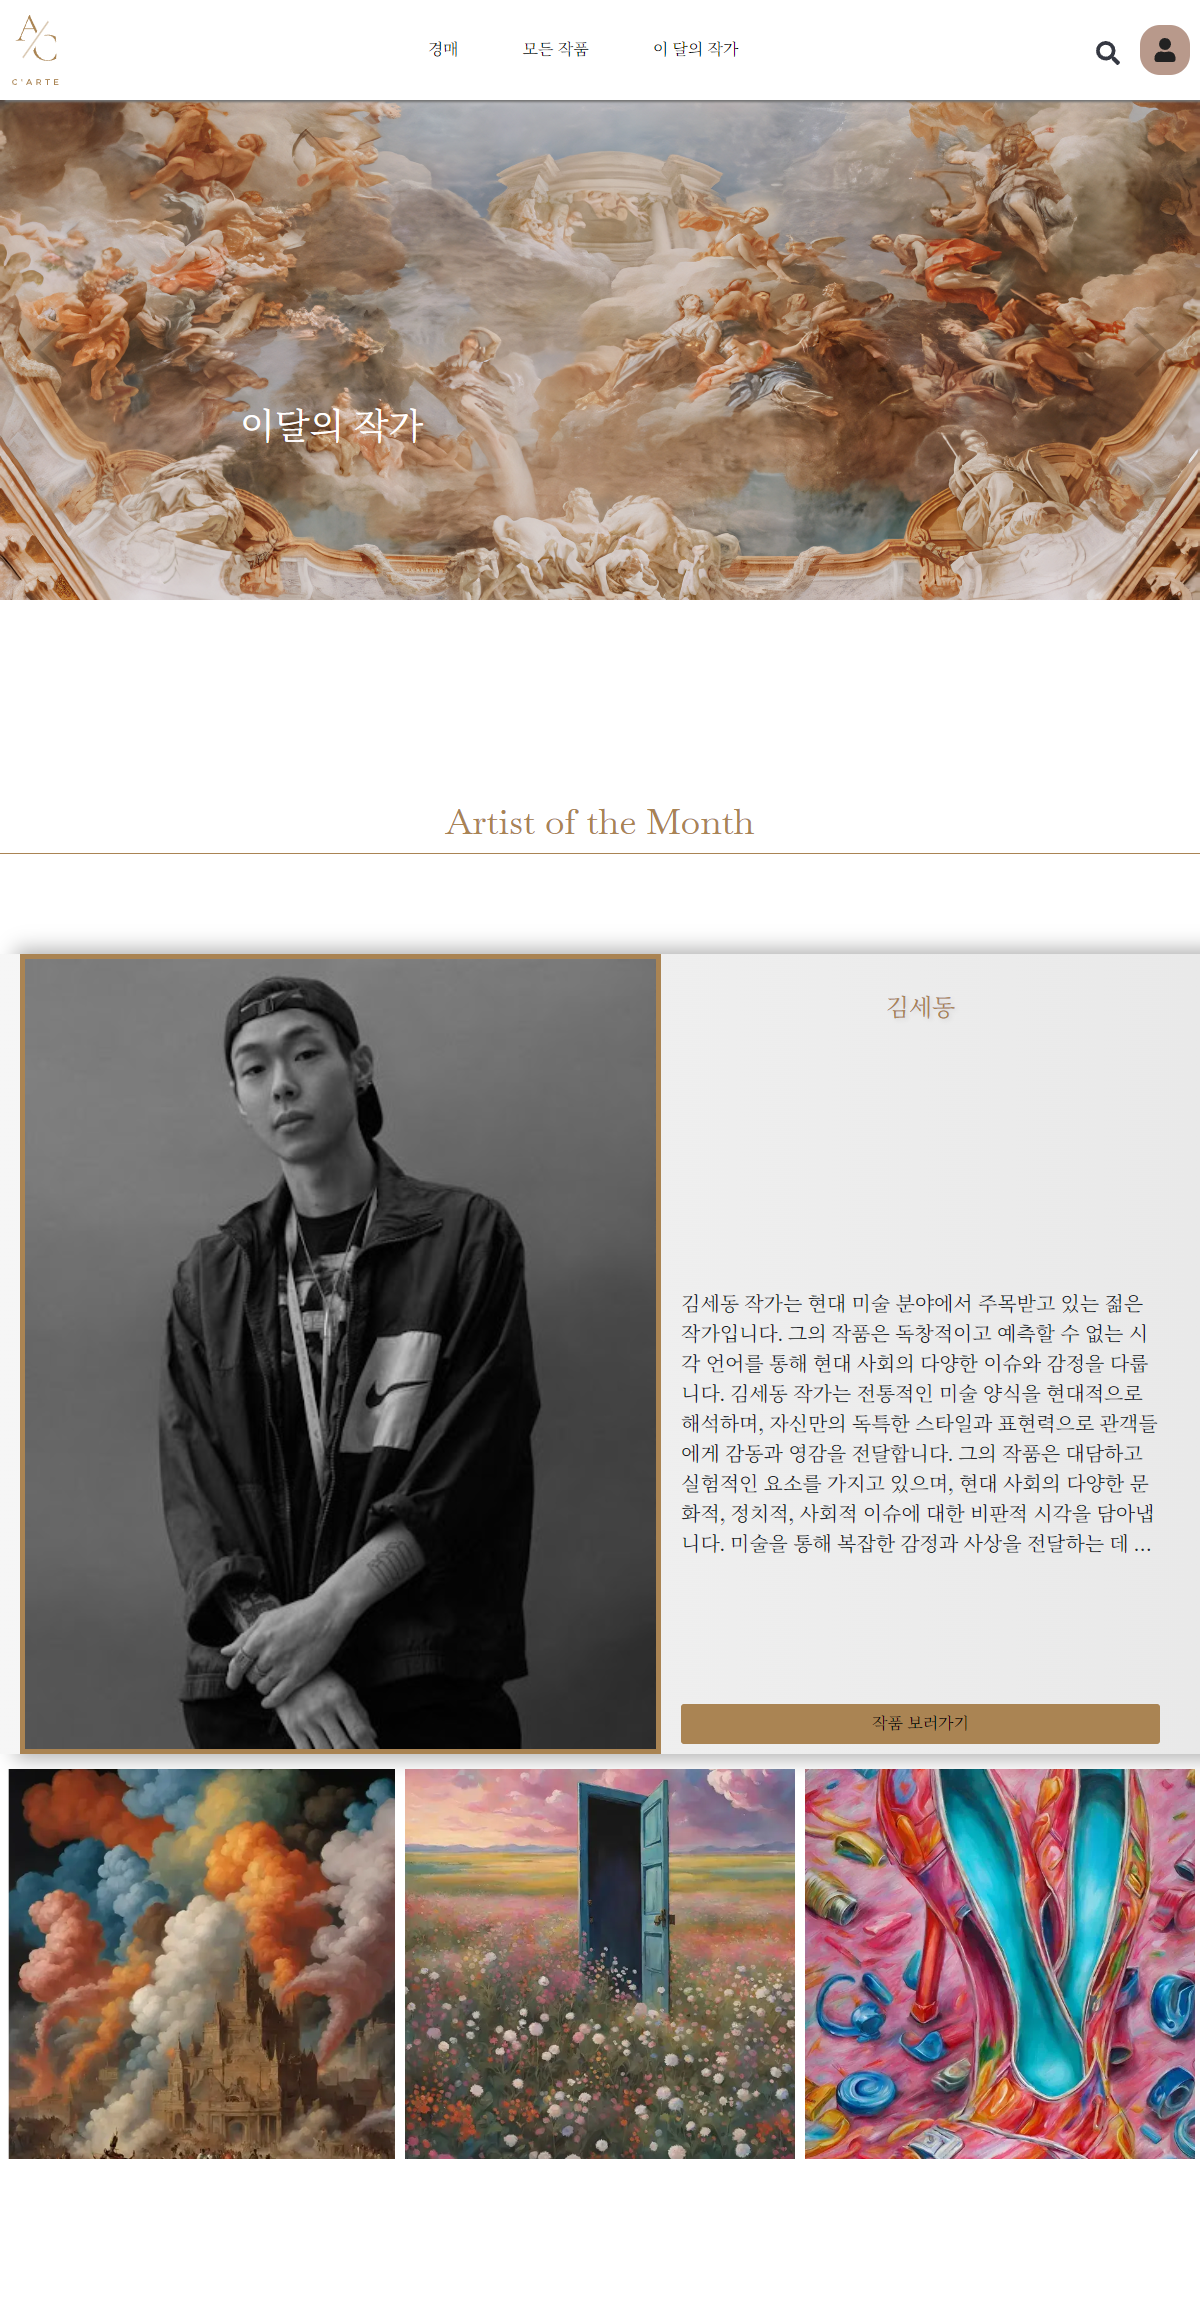 A/C
C'ARTE
경매
모든 작품
이 달의 작가
이달의 작가
Artist of the Month
김세동
김세동 작가는 현대 미술 분야에서 주목받고 있는 젊은
작가입니다. 그의 작품은 독창적이고 예측할 수 없는 시
각 언어를 통해 현대 사회의 다양한 이슈와 감정을 다룹
니다. 김세동 작가는 전통적인 미술 양식을 현대적으로
해석하며, 자신만의 독특한 스타일과 표현력으로 관객들
에게 감동과 영감을 전달합니다. 그의 작품은 대담하고
실험적인 요소를 가지고 있으며, 현대 사회의 다양한 문
화적, 정치적, 사회적 이슈에 대한 비판적 시각을 담아냅
니다. 미술을 통해 복잡한 감정과 사상을 전달하는 데 ...
작품 보러가기